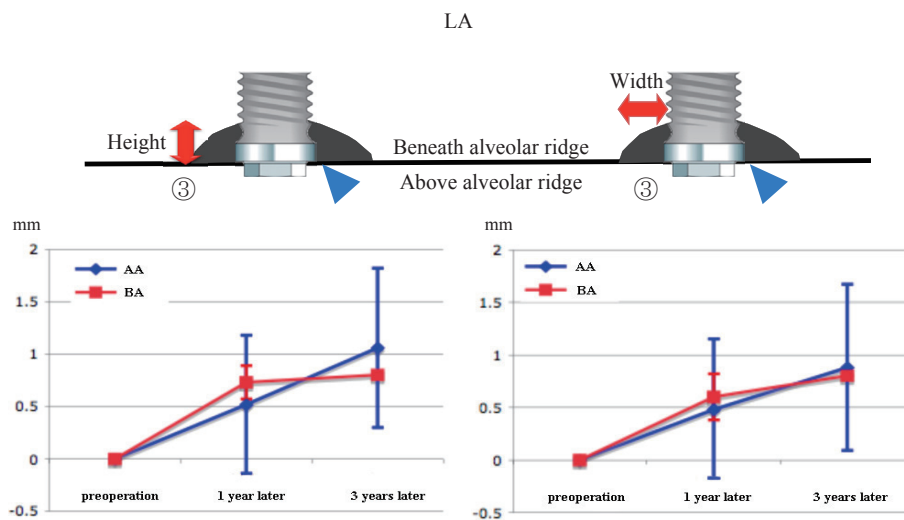 LA
Height
Width
Beneath alveolar ridge
Above alveolar ridge
③
③
mm
2
1.5
1
0.5
0
-0.5
AA
BA
preoperation
1 year later
3 years later
2
1.5
1
0.5
0
-0.5
AA
BA
preoperation
1 year later
3 years later